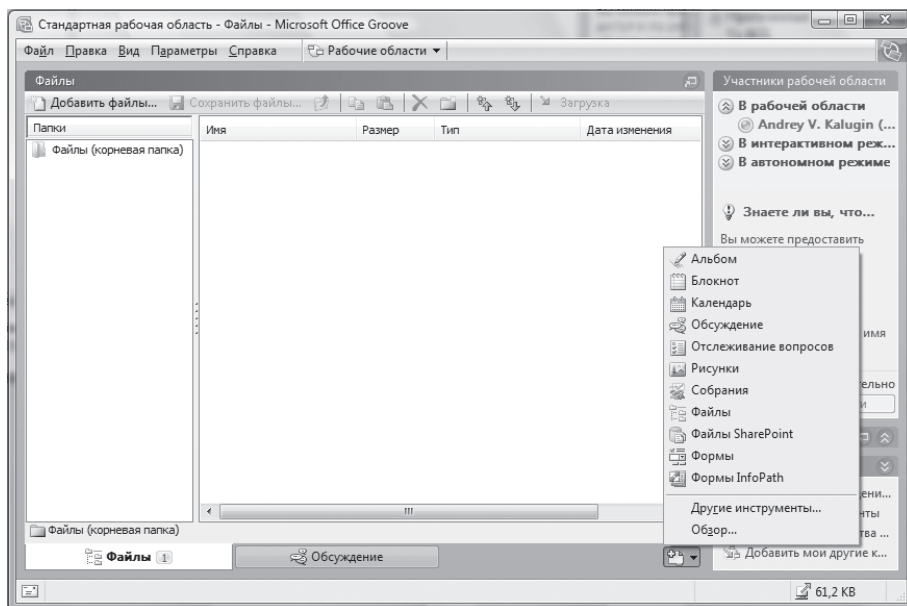 Стандартная рабочая область - Файлы - Microsoft Office Groove
Файл Правка Вид Параметры Справка Рабочие области
Файлы
Добавить файлы... Сохранить файлы... Загрузка
Папки
Файлы (корневая папка)
Имя Размер Тип Дата изменения
Файлы (корневая папка)
Файлы 1 Обсуждение
Участники рабочей области
В рабочей области
Andrey V. Kalugin (...
В интерактивном реж...
В автономном режиме
Знаете ли вы, что...
Вы можете предоставить
имя
Альбом
Блокнот
Календарь
Обсуждение
Отслеживание вопросов
Рисунки
Собрания
Файлы
Файлы SharePoint
Формы
Формы InfoPath
Другие инструменты...
Обзор...
Добавить мои другие к...
61,2 KB